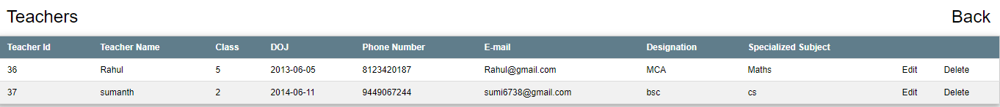 Teachers Back
Teacher Id Teacher Name Class DOJ Phone Number E-mail Designation Specialized Subject
36 Rahul 5 2013-06-05 8123420187 Rahul@gmail.com MCA Maths Edit Delete
37 sumanth 2 2014-06-11 9449067244 sumi6738@gmail.com bsc cs Edit Delete